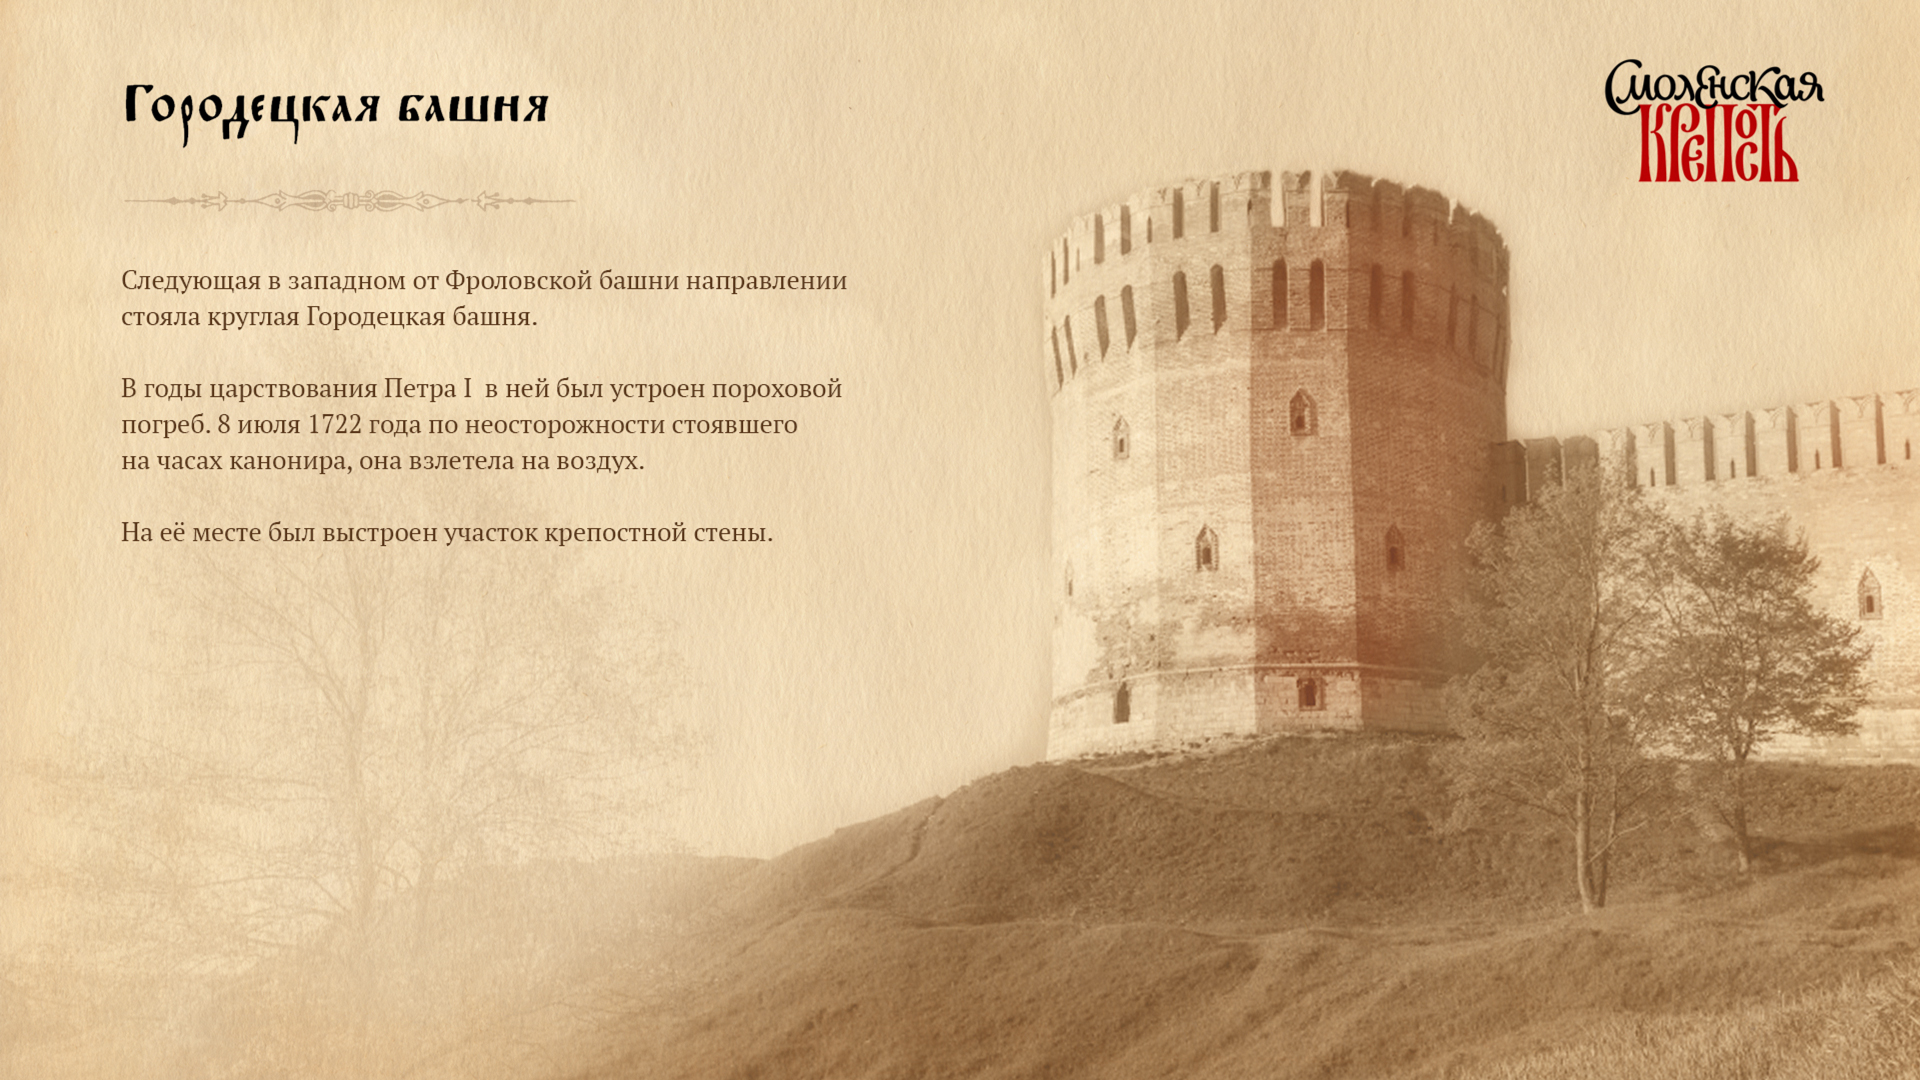 Городецкая башня
Смоленская
крепость
Следующая в западном от Фроловской башни направлении
стояла круглая Городецкая башня.
В годы царствования Петра I  в ней был устроен пороховой
погреб. 8 июля 1722 года по неосторожности стоявшего
на часах канонира, она взлетела на воздух.
На её месте был выстроен участок крепостной стены.